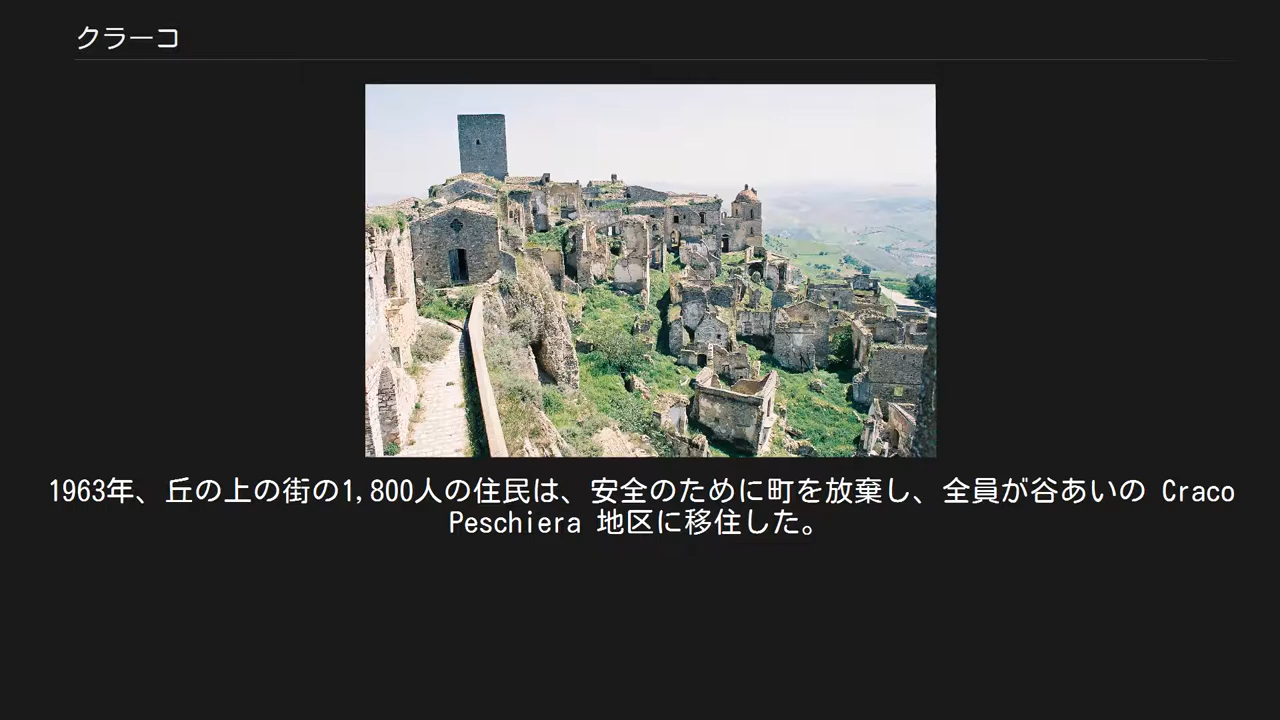 クラーコ
1963年、丘の上の街の1,800人の住民は、安全のために町を放棄し、全員が谷あいの Craco
Peschiera 地区に移住した。